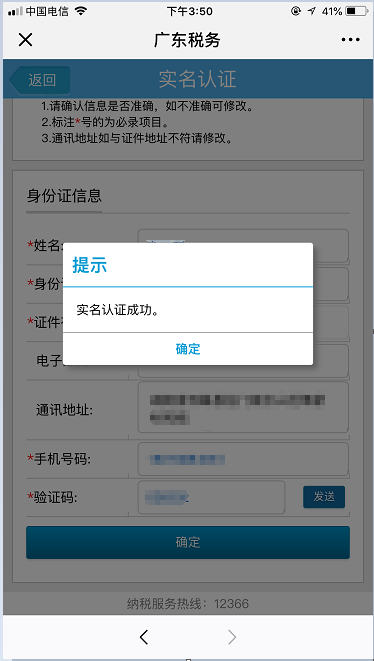 中国电信 下午3:50 41%
广东税务
返回 实名认证
1.请确认信息是否准确，如不准确可修改。
2.标注*号的为必录项目。
3.通讯地址如与证件地址不符请修改。
身份证信息
*姓名:
*身份
提示
*证件
实名认证成功。
电子
确定
通讯地址:
*手机号码:
*验证码: 发送
确定
纳税服务热线：12366